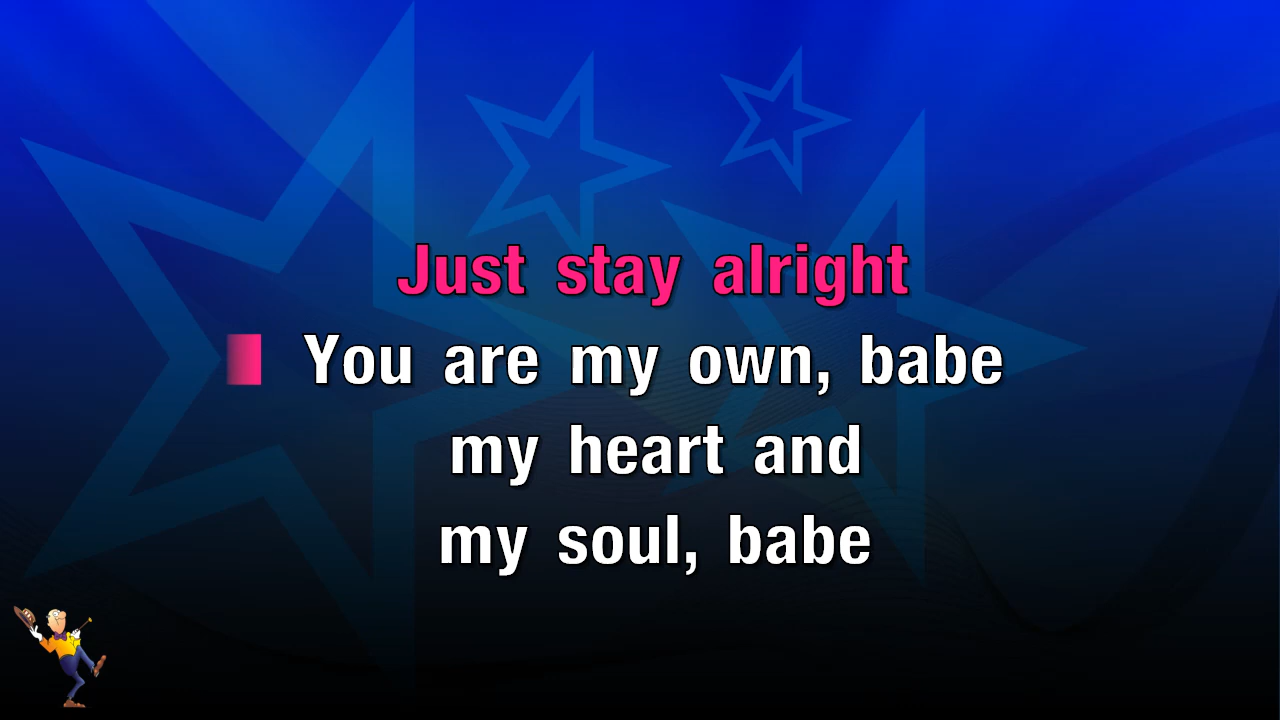 Just stay alright
You are my own, babe
my heart and
my soul, babe